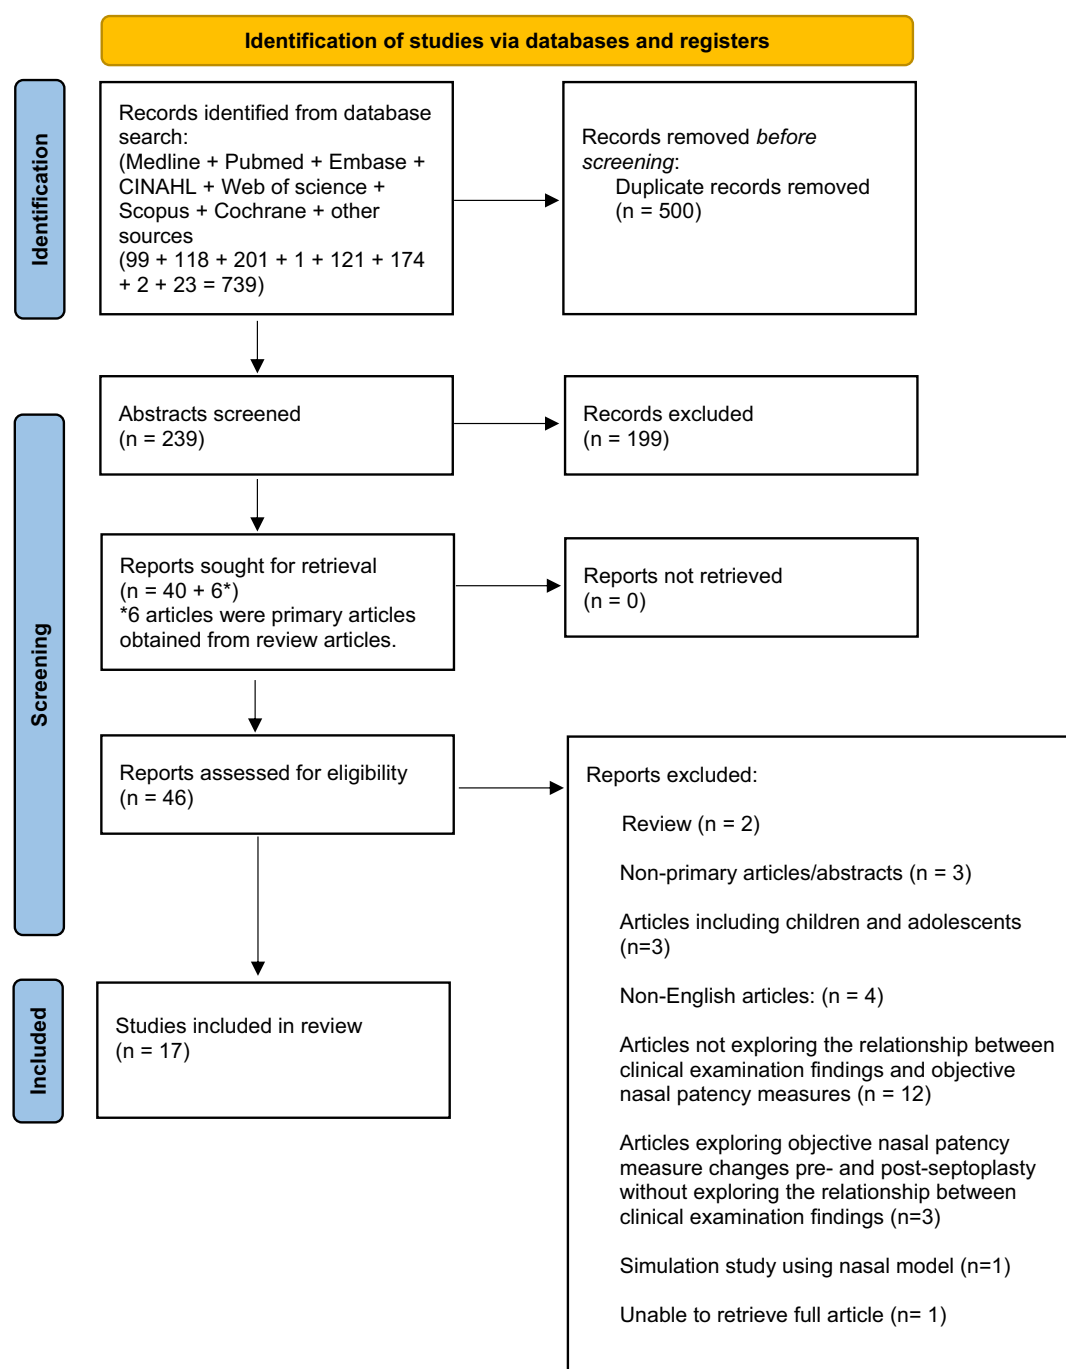 Identification of studies via databases and registers
Identification
Records identified from database
search:
(Medline + Pubmed + Embase +
CINAHL + Web of science +
Scopus + Cochrane + other
sources
(99 + 118 + 201 + 1 + 121 + 174
+ 2 + 23 = 739)
Records removed before
screening:
Duplicate records removed
(n = 500)
Screening
Abstracts screened
(n = 239)
Records excluded
(n = 199)
Reports sought for retrieval
(n = 40 + 6*)
*6 articles were primary articles
obtained from review articles.
Reports not retrieved
(n = 0)
Reports assessed for eligibility
(n = 46)
Reports excluded:
Review (n = 2)
Non-primary articles/abstracts (n = 3)
Articles including children and adolescents
(n=3)
Non-English articles: (n = 4)
Articles not exploring the relationship between
clinical examination findings and objective
nasal patency measures (n = 12)
Articles exploring objective nasal patency
measure changes pre- and post-septoplasty
without exploring the relationship between
clinical examination findings (n=3)
Simulation study using nasal model (n=1)
Unable to retrieve full article (n= 1)
Included
Studies included in review
(n = 17)